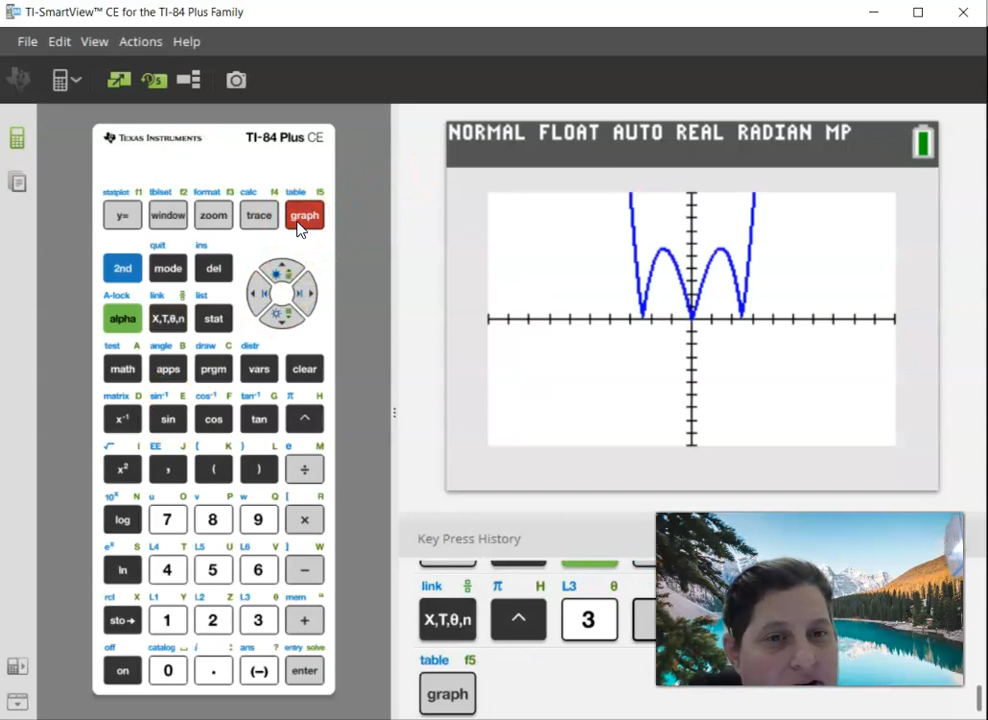 TI-SmartView™ CE for the TI-84 Plus Family
File Edit View Actions Help
5
NORMAL FLOAT AUTO REAL RADIAN MP
TEXAS INSTRUMENTS TI-84 Plus CE
statplot f1 tblset f2 format f3 calc f4 table f5
y= window zoom trace graph
quit ins
2nd mode del
A-lock link list
alpha X,T,θ,n stat
test A angle B draw C distr
math apps prgm vars clear
matrix D sin⁻¹ E cos⁻¹ F tan⁻¹ G π H
x⁻¹ sin cos tan ^
√ I EE J { K } L e M
x² , ( ) ÷
10ˣ N u O v P w Q [ R
log 7 8 9 ×
eˣ S L4 T L5 U L6 V ] W
ln 4 5 6 −
rcl X L1 Y L2 Z L3 θ mem "
sto→ 1 2 3 +
off catalog ␣ i : ans ? entry solve
on 0 . (−) enter
Key Press History
link π H L3 θ
X,T,θ,n ^ 3
table f5
graph